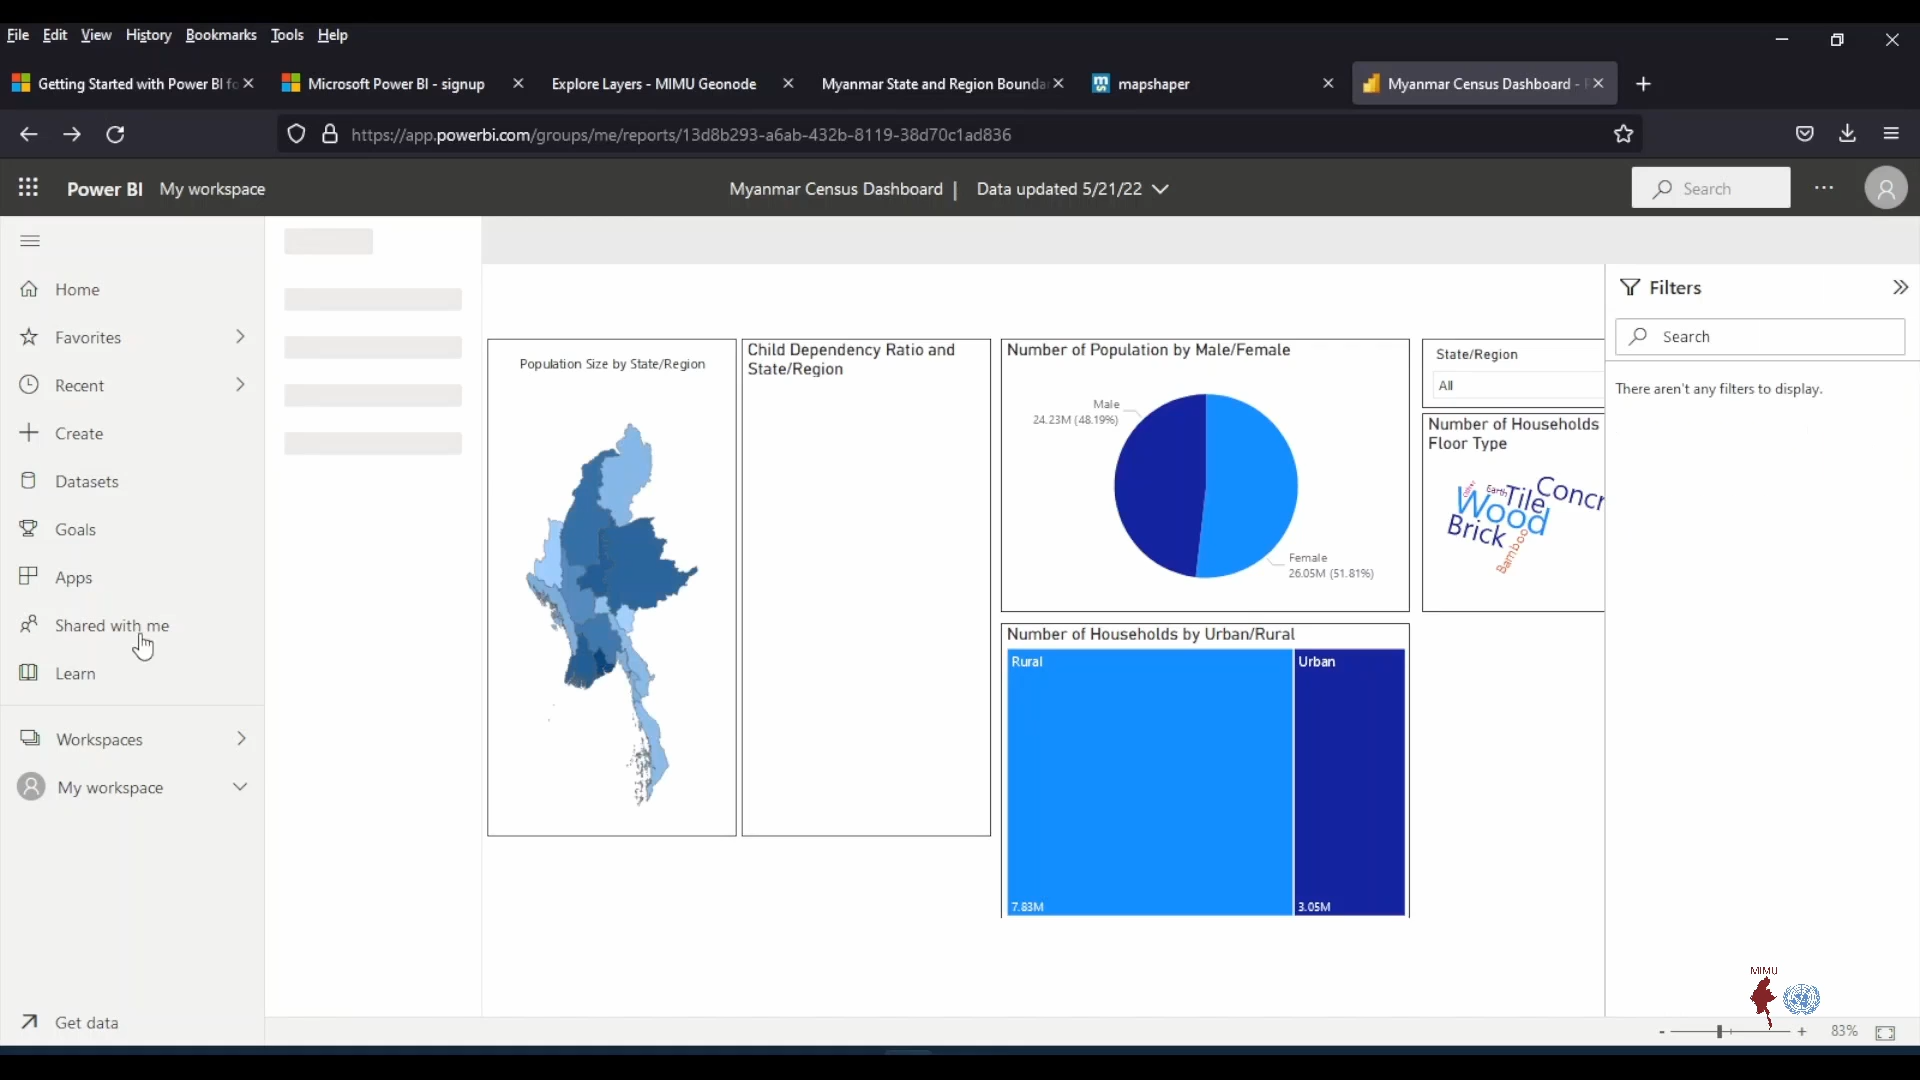 File Edit View History Bookmarks Tools Help
Getting Started with Power BI fo
Microsoft Power BI - signup
Explore Layers - MIMU Geonode
Myanmar State and Region Bounda
mapshaper
Myanmar Census Dashboard -
https://app.powerbi.com/groups/me/reports/13d8b293-a6ab-432b-8119-38d70c1ad836
Power BI My workspace
Myanmar Census Dashboard | Data updated 5/21/22
Search
Home
Favorites
Recent
Create
Datasets
Goals
Apps
Shared with me
Learn
Workspaces
My workspace
Get data
Population Size by State/Region
Child Dependency Ratio and
State/Region
Number of Population by Male/Female
Male
24.23M (48.19%)
Female
26.05M (51.81%)
Number of Households by Urban/Rural
Rural
Urban
7.83M
3.05M
State/Region
All
Number of Households
Floor Type
Other
Earth
Tile
Concr
Wood
Brick
Bamboo
Filters
Search
There aren't any filters to display.
MIMU
- + 83%